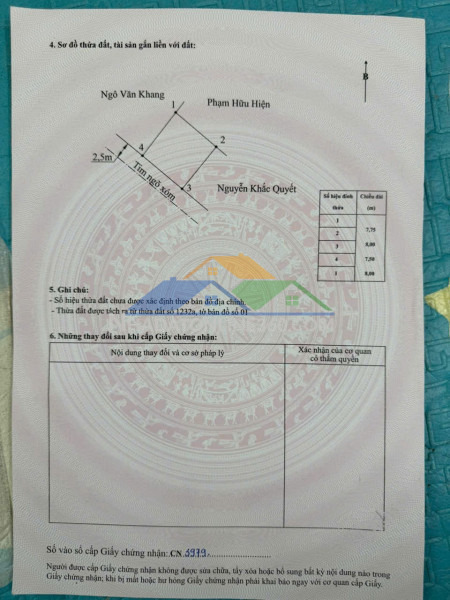 4. Sơ đồ thửa đất, tài sản gắn liền với đất:
B
Ngô Văn Khang
1
Phạm Hữu Hiện
4
2
2,5m
Tim ngõ xóm
3
Nguyễn Khắc Quyết
Số hiệu đỉnh thửa Chiều dài (m)
1
7,75
2
8,00
3
7,50
4
8,00
5. Ghi chú:
- Số hiệu thửa đất chưa được xác định theo bản đồ địa chính.
- Thửa đất được tách ra từ thửa đất số 1237a, tờ bản đồ số 01
6. Những thay đổi sau khi cấp Giấy chứng nhận:
Nội dung thay đổi và cơ sở pháp lý
Xác nhận của cơ quan
có thẩm quyền
Số vào sổ cấp Giấy chứng nhận: CN 5979
Người được cấp Giấy chứng nhận không được sửa chữa, tẩy xóa hoặc bổ sung bất kỳ nội dung nào trong
Giấy chứng nhận; khi bị mất hoặc hư hỏng Giấy chứng nhận phải khai báo ngay với cơ quan cấp Giấy.